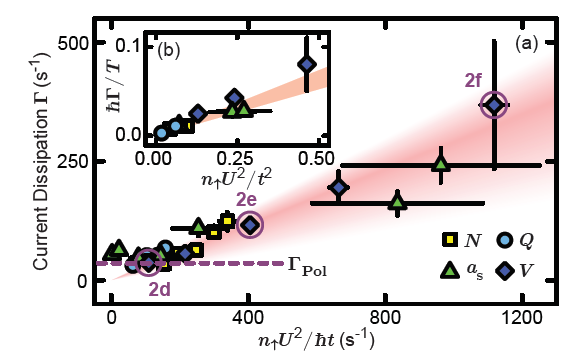 (a)
500
250
0
Current Dissipation Γ (s⁻¹)
0
400
800
1200
n↑U²/ħt (s⁻¹)
2f
2e
2d
Γ_Pol
N
Q
a_s
V
(b)
0.1
0.0
ħΓ/T
0.00
0.25
0.50
n↑U²/t²